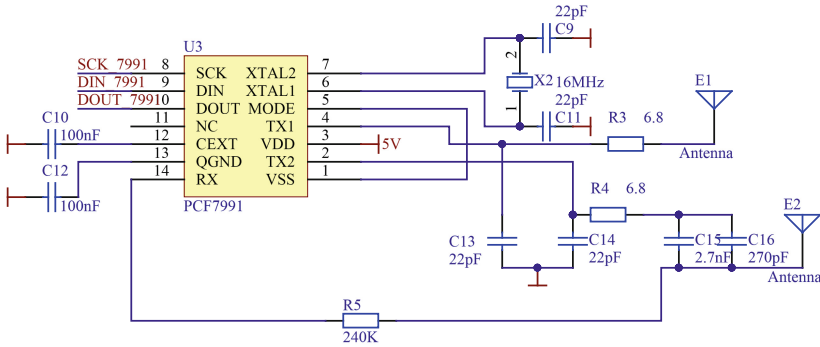 22pF
C9
U3
SCK_7991 8 SCK XTAL2 7
DIN_7991 9 DIN XTAL1 6
DOUT_7991 10 DOUT MODE 5
11 NC TX1 4
12 CEXT VDD 3 5V
13 QGND TX2 2
14 RX VSS 1
PCF7991
2
X2 16MHz
1
22pF
C11
C10
100nF
C12
100nF
R3 6.8
E1
Antenna
R4 6.8
E2
Antenna
C13
22pF
C14
22pF
C15
2.7nF
C16
270pF
R5
240K